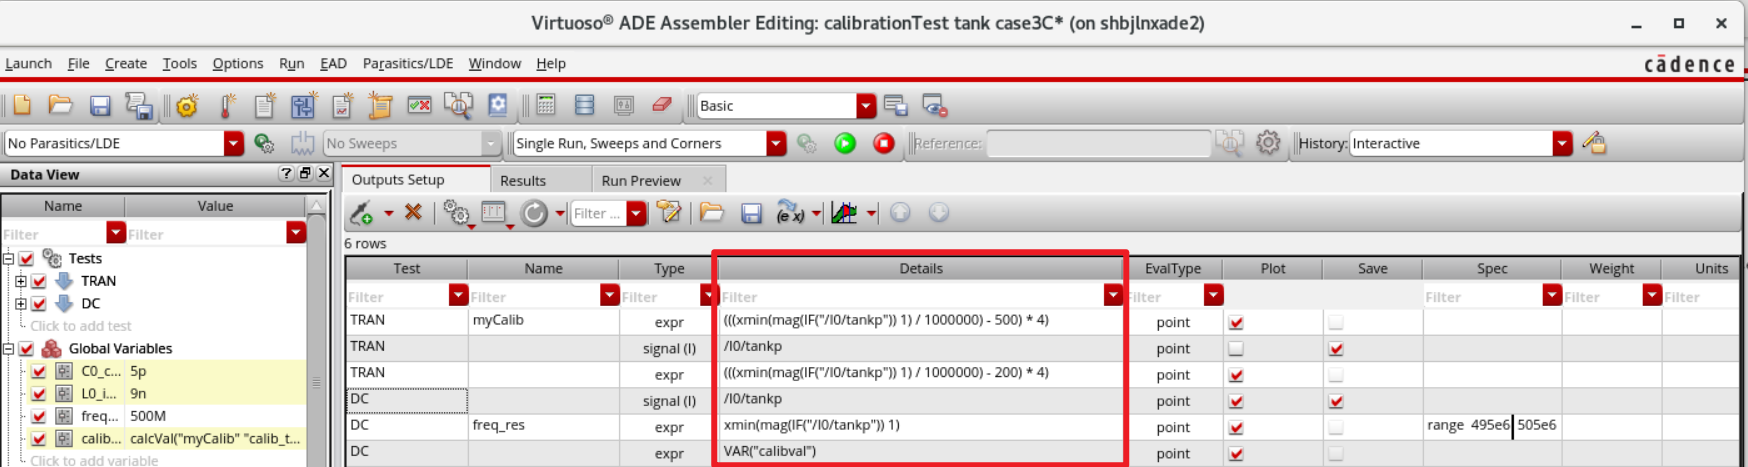 Virtuoso® ADE Assembler Editing: calibrationTest tank case3C* (on shbjlnxade2)
Launch File Create Tools Options Run EAD Parasitics/LDE Window Help cādence
Basic
No Parasitics/LDE No Sweeps Single Run, Sweeps and Corners Reference: History: Interactive
Data View ? Outputs Setup Results Run Preview
Name Value
Filter ... (e x)
Filter Filter
6 rows
Tests
Test Name Type Details EvalType Plot Save Spec Weight Units
TRAN
Filter Filter Filter Filter Filter Filter Filter Filter
DC
TRAN myCalib expr (((xmin(mag(IF("/I0/tankp")) 1) / 1000000) - 500) * 4) point
Click to add test
TRAN signal (I) /I0/tankp point
Global Variables
C0_c... 5p
TRAN expr (((xmin(mag(IF("/I0/tankp")) 1) / 1000000) - 200) * 4) point
L0_i... 9n
DC signal (I) /I0/tankp point
freq... 500M
DC freq_res expr xmin(mag(IF("/I0/tankp")) 1) point range 495e6 505e6
calib... calcVal("myCalib" "calib_t...
DC expr VAR("calibval") point
Click to add variable